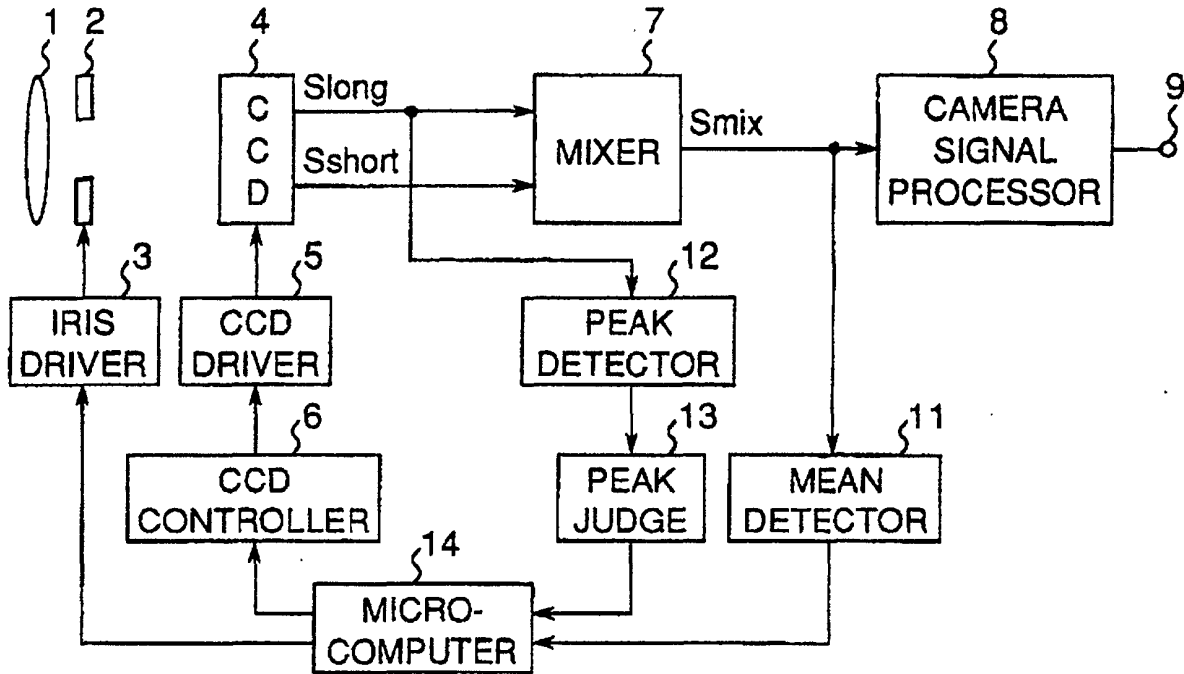 1
2
4
7
8
9
C
C
D
Slong
Sshort
MIXER
Smix
CAMERA
SIGNAL
PROCESSOR
3
5
12
IRIS
DRIVER
CCD
DRIVER
PEAK
DETECTOR
6
13
11
CCD
CONTROLLER
PEAK
JUDGE
MEAN
DETECTOR
14
MICRO-
COMPUTER